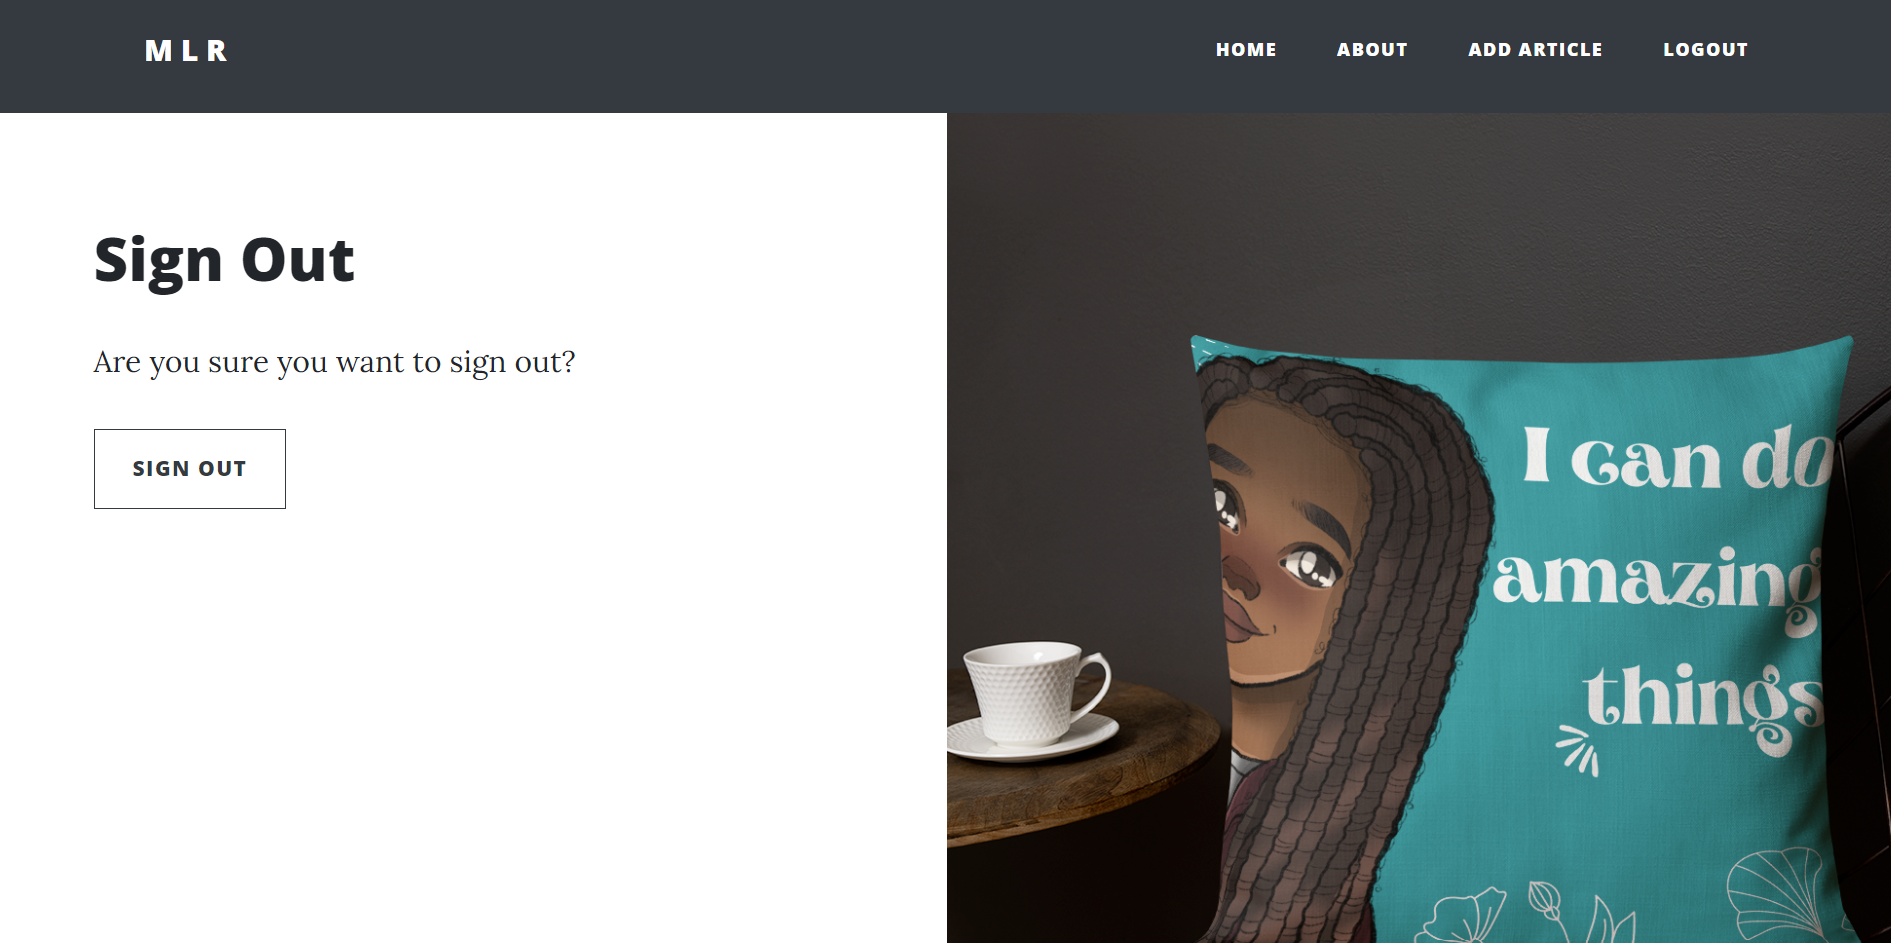 MLR
HOME ABOUT ADD ARTICLE LOGOUT
Sign Out
Are you sure you want to sign out?
SIGN OUT
I can do
amazing
things